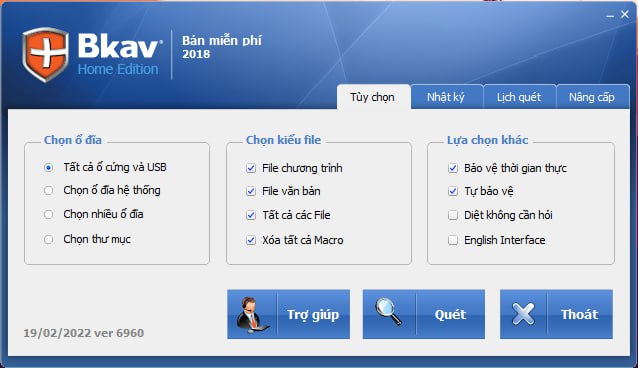 Bkav®
Home Edition
Bản miễn phí
2018
Tùy chọn
Nhật ký
Lịch quét
Nâng cấp
Chọn ổ đĩa
Tất cả ổ cứng và USB
Chọn ổ đĩa hệ thống
Chọn nhiều ổ đĩa
Chọn thư mục
Chọn kiểu file
File chương trình
File văn bản
Tất cả các File
Xóa tất cả Macro
Lựa chọn khác
Bảo vệ thời gian thực
Tự bảo vệ
Diệt không cần hỏi
English Interface
19/02/2022 ver 6960
Trợ giúp
Quét
Thoát